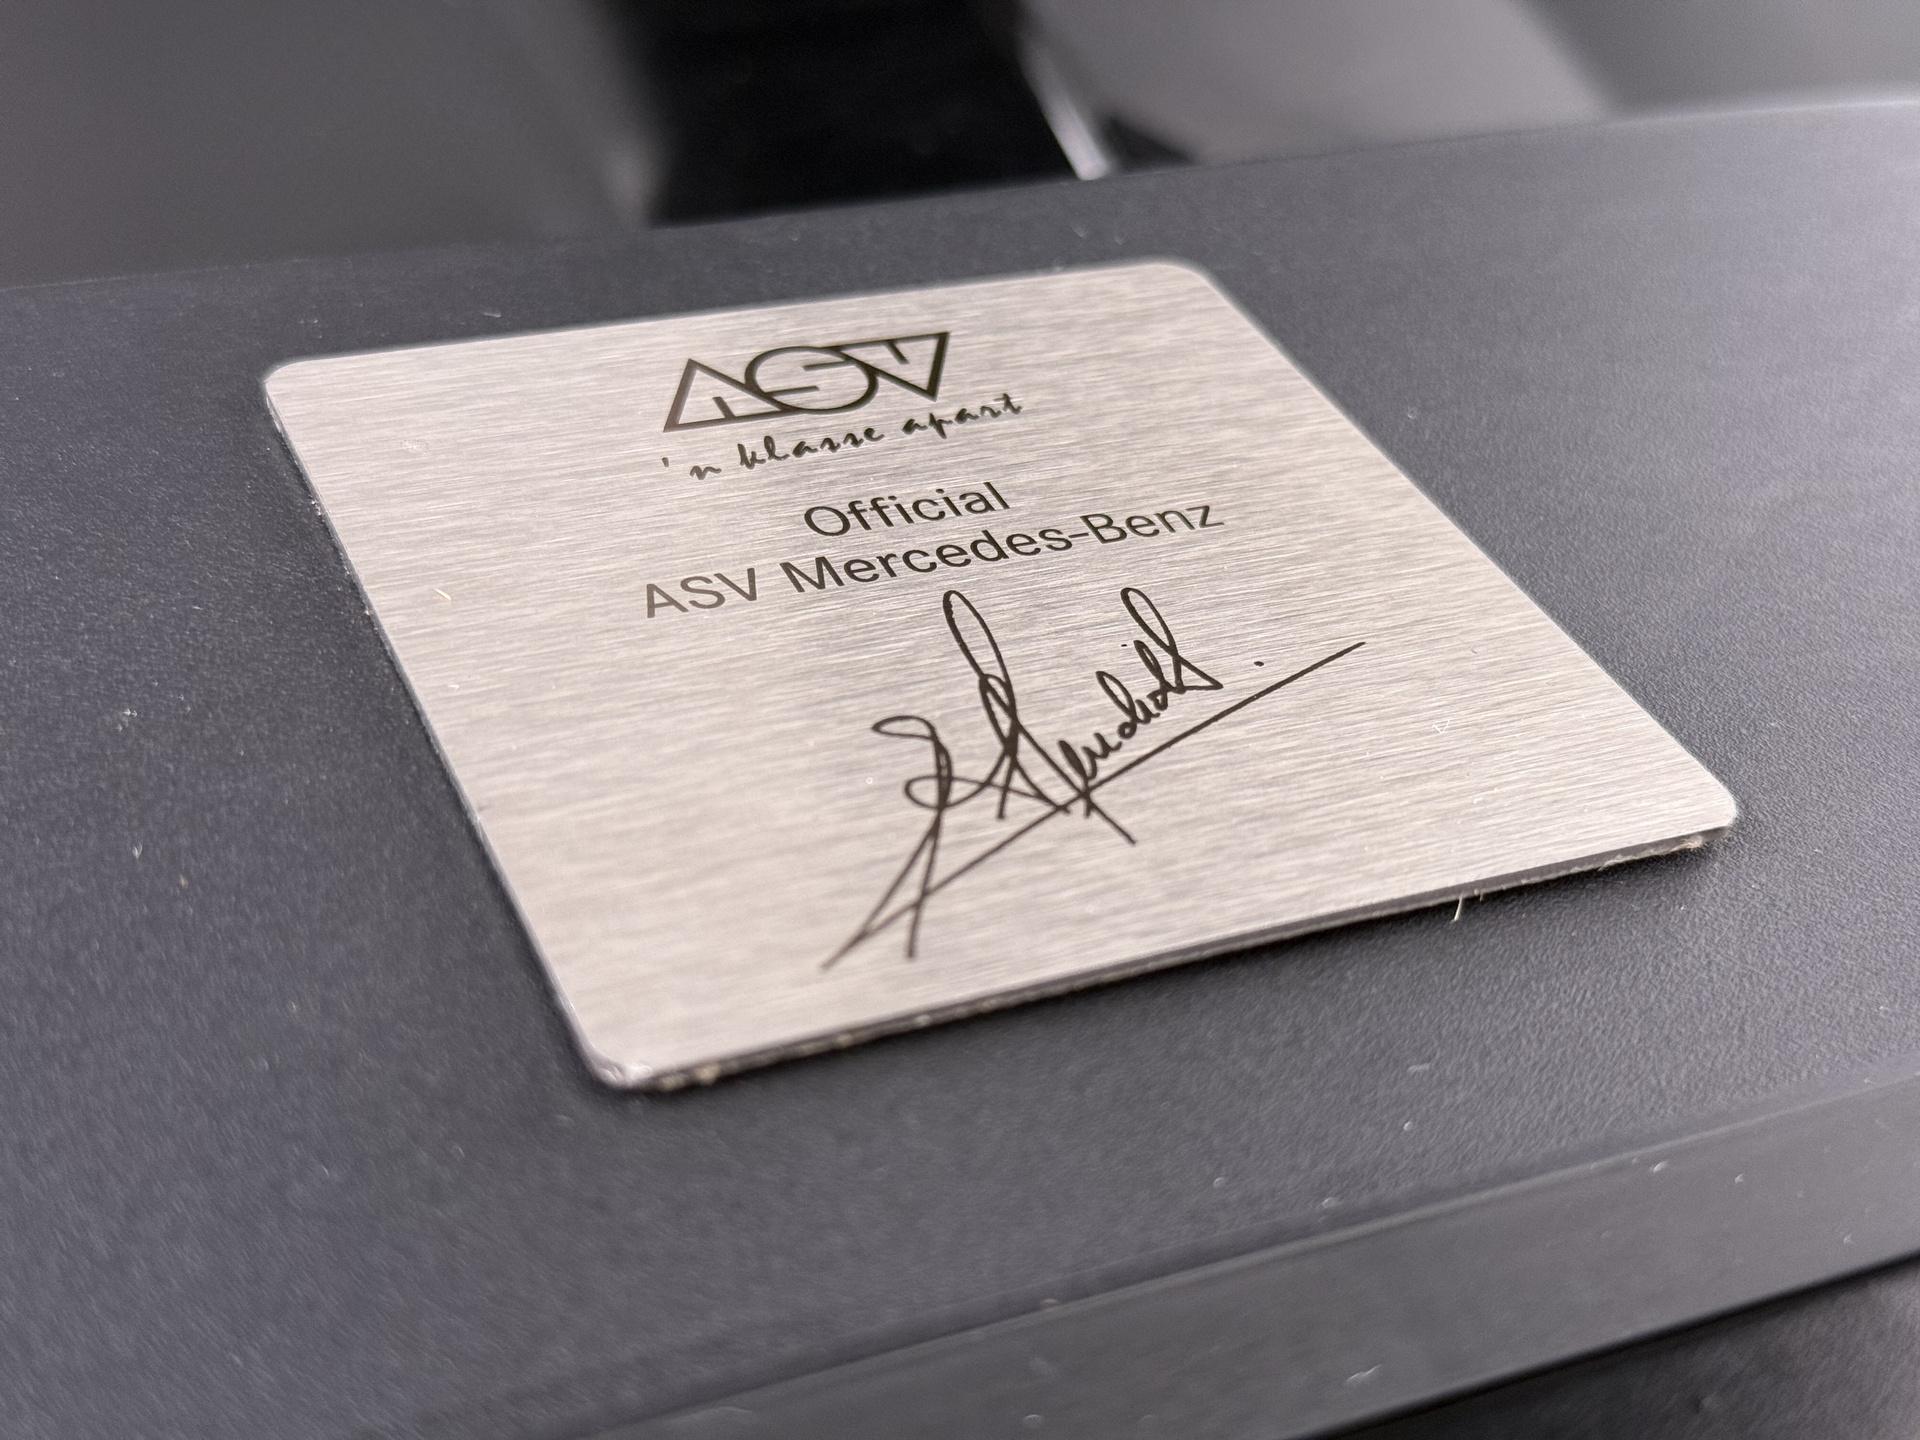 ASV
'n klasse apart
Official
ASV Mercedes-Benz